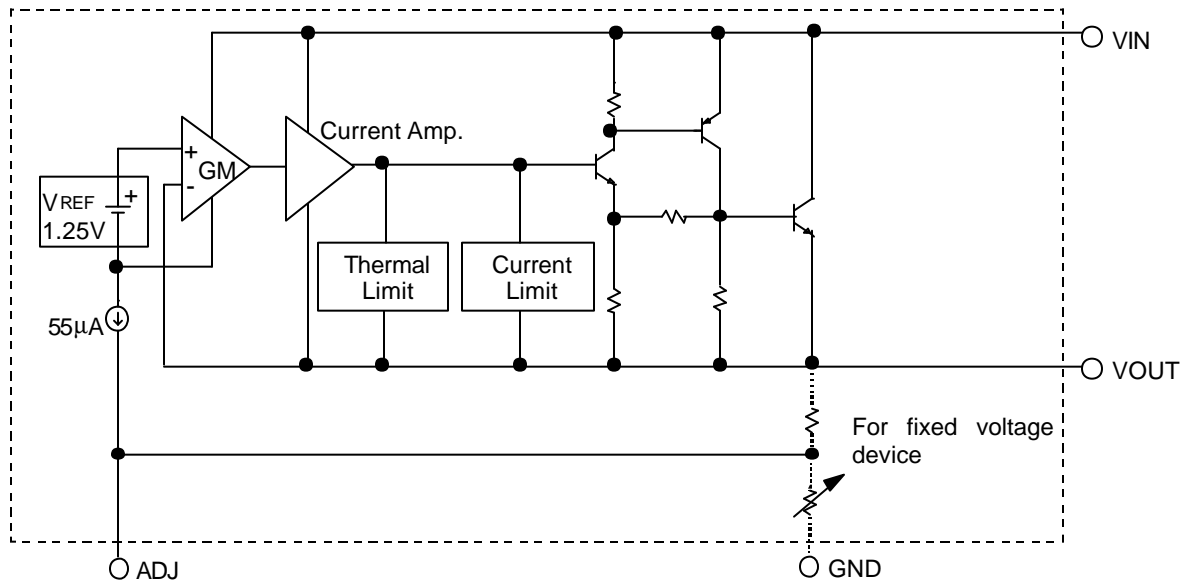 VIN
Current Amp.
+
GM
-
VREF
+
1.25V
Thermal
Limit
Current
Limit
55μA
VOUT
For fixed voltage
device
ADJ
GND